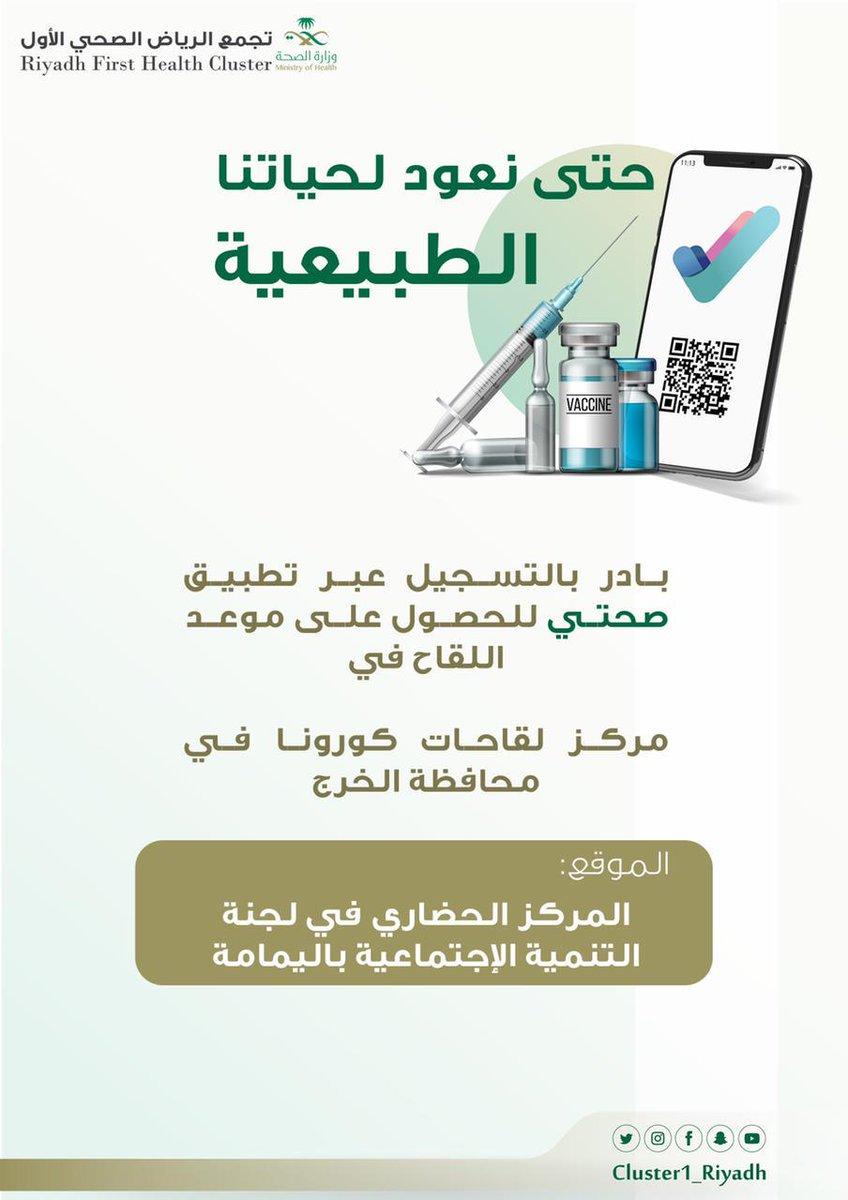 تجمع الرياض الصحي الأول
Riyadh First Health Cluster
وزارة الصحة
Ministry of Health
حتى نعود لحياتنا
الطبيعية
11:13
VACCINE
بادر بالتسجيل عبر تطبيق
صحتي للحصول على موعد
اللقاح في
مركز لقاحات كورونا في
محافظة الخرج
الموقع:
المركز الحضاري في لجنة
التنمية الإجتماعية باليمامة
Cluster1_Riyadh